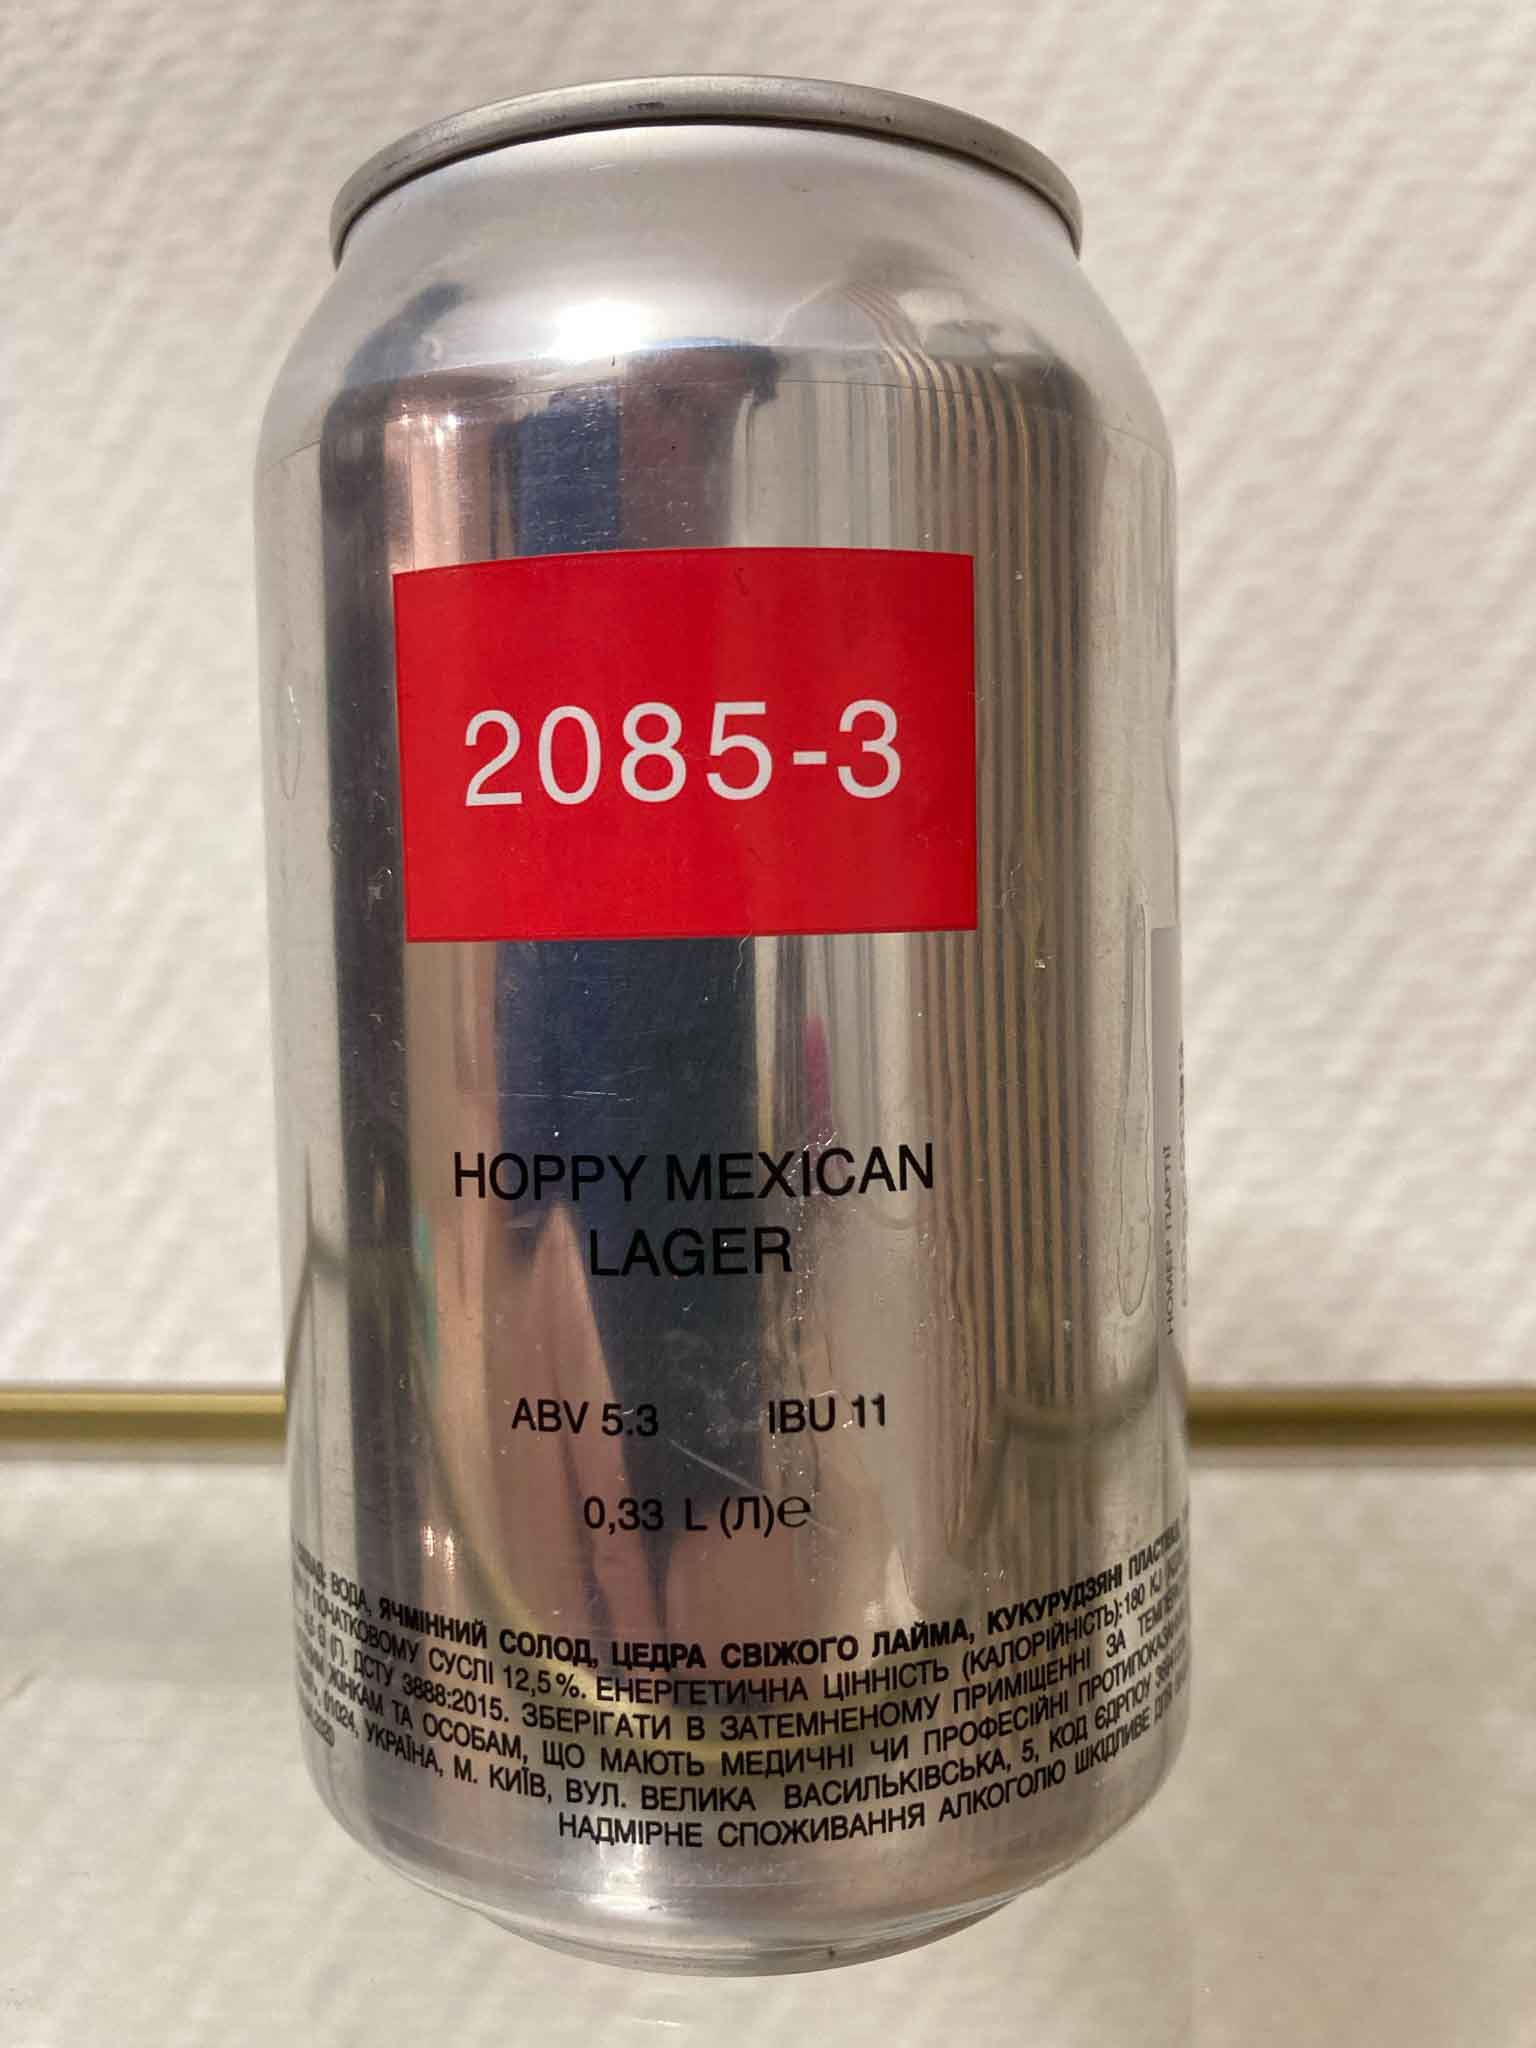 2085-3
HOPPY MEXICAN
LAGER
ABV 5.3 IBU 11
0,33 L (Л)℮
ВОДА, ЯЧМІННИЙ СОЛОД, ЦЕДРА СВІЖОГО ЛАЙМА, КУКУРУДЗЯНІ
ПОЧАТКОВОМУ СУСЛІ 12,5%. ЕНЕРГЕТИЧНА ЦІННІСТЬ (КАЛОРІЙНІСТЬ):180 KJ
(Г). ДСТУ 3888:2015. ЗБЕРІГАТИ В ЗАТЕМНЕНОМУ ПРИМІЩЕННІ ЗА
ЖІНКАМ ТА ОСОБАМ, ЩО МАЮТЬ МЕДИЧНІ ЧИ ПРОФЕСІЙНІ
01024, УКРАЇНА, М. КИЇВ, ВУЛ. ВЕЛИКА ВАСИЛЬКІВСЬКА, 5, КОД ЄДРПОУ
НАДМІРНЕ СПОЖИВАННЯ АЛКОГОЛЮ ШКІДЛИВЕ ДЛЯ
НОМЕР ПАРТІЇ